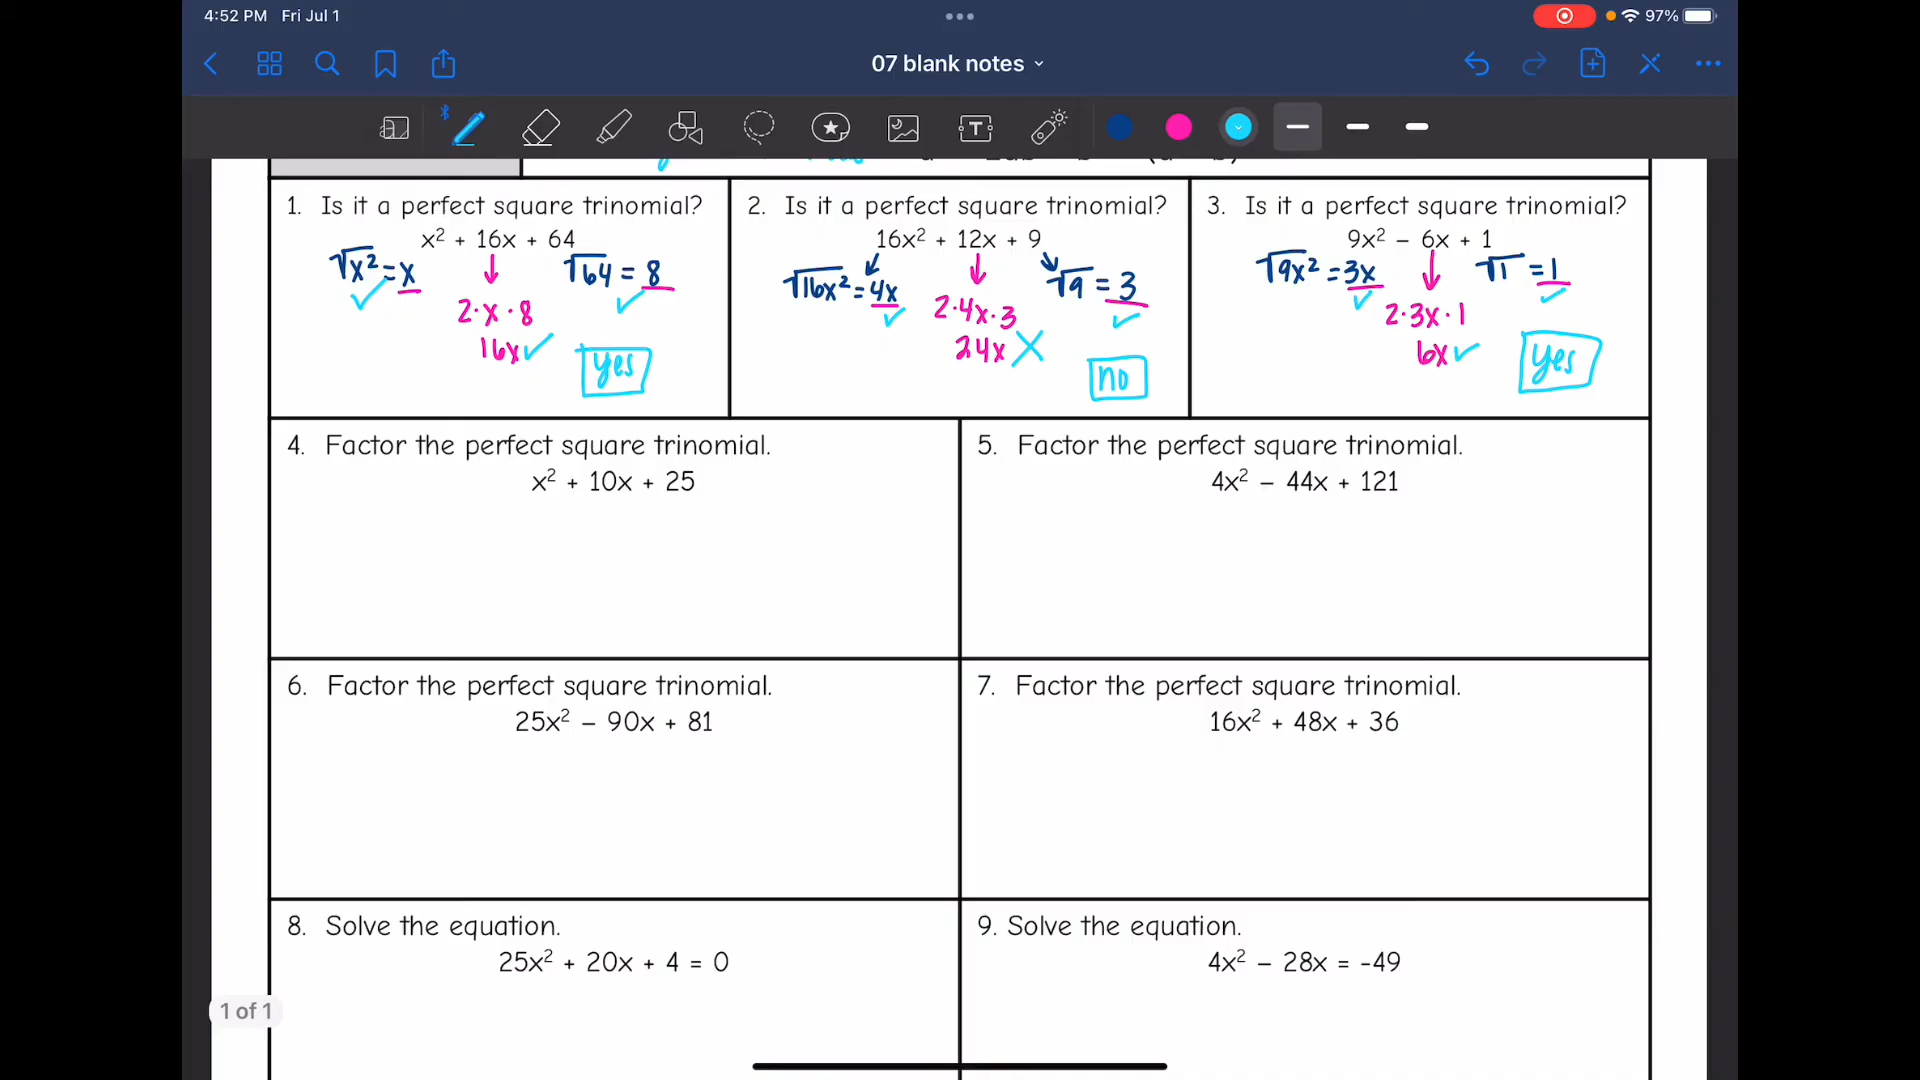 4:52 PM Fri Jul 1
97%
07 blank notes
1. Is it a perfect square trinomial?
x² + 16x + 64
√x² = x √64 = 8
2·x·8
16x✓
yes
2. Is it a perfect square trinomial?
16x² + 12x + 9
√16x² = 4x √9 = 3
2·4x·3
24x X
no
3. Is it a perfect square trinomial?
9x² – 6x + 1
√9x² = 3x √1 = 1
2·3x·1
6x✓
yes
4. Factor the perfect square trinomial.
x² + 10x + 25
5. Factor the perfect square trinomial.
4x² – 44x + 121
6. Factor the perfect square trinomial.
25x² – 90x + 81
7. Factor the perfect square trinomial.
16x² + 48x + 36
8. Solve the equation.
25x² + 20x + 4 = 0
9. Solve the equation.
4x² – 28x = -49
1 of 1